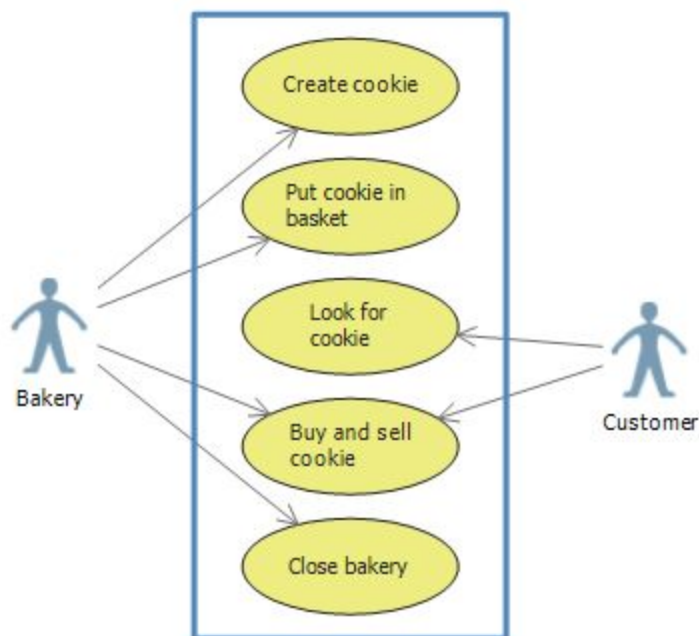 Create cookie
Put cookie in
basket
Look for
cookie
Bakery
Buy and sell
cookie
Customer
Close bakery